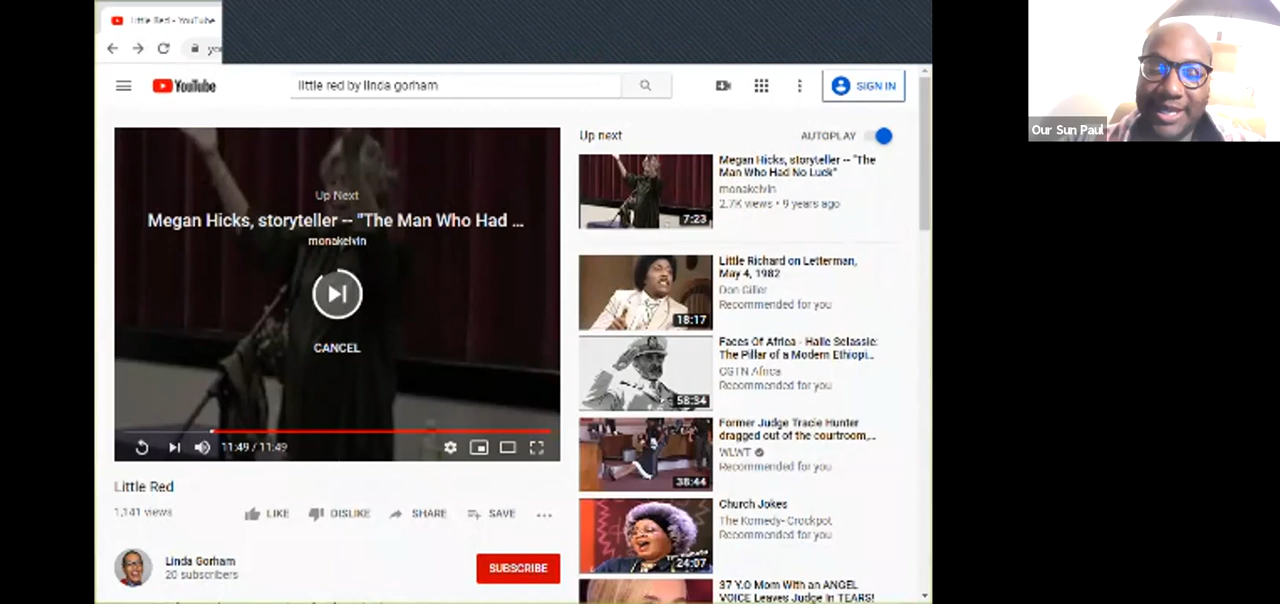 Little Red - YouTube
YouTube
little red by linda gorham
SIGN IN
Up Next
Megan Hicks, storyteller -- "The Man Who Had ...
monakelvin
CANCEL
11:49 / 11:49
Little Red
1,141 views
LIKE
DISLIKE
SHARE
SAVE
Linda Gorham
20 subscribers
SUBSCRIBE
Up next
AUTOPLAY
7:23
Megan Hicks, storyteller -- "The
Man Who Had No Luck"
monakelvin
2.7K views • 9 years ago
18:17
Little Richard on Letterman,
May 4, 1982
Don Giller
Recommended for you
58:34
Faces Of Africa - Haile Selassie:
The Pillar of a Modern Ethiopi...
CGTN Africa
Recommended for you
38:44
Former Judge Tracie Hunter
dragged out of the courtroom,...
WLWT
Recommended for you
24:07
Church Jokes
The Komedy- Crockpot
Recommended for you
37 Y.O Mom With an ANGEL
VOICE Leaves Judge In TEARS!
Our Sun Paul